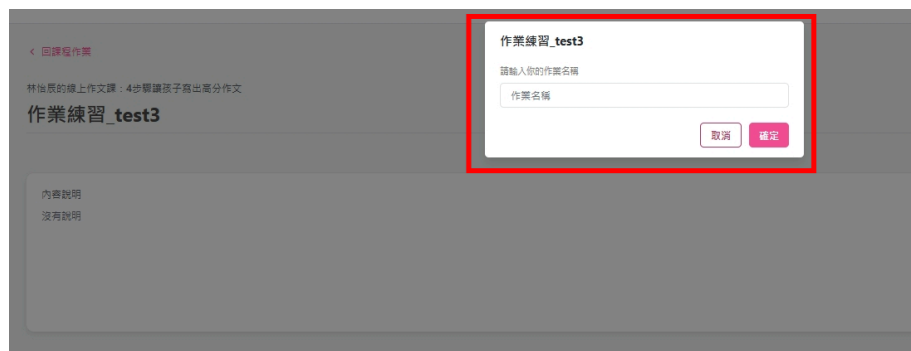 < 回課程作業
林怡辰的線上作文課：4步驟讓孩子寫出高分作文
作業練習_test3
內容說明
沒有說明
作業練習_test3
請輸入你的作業名稱
作業名稱
取消 確定